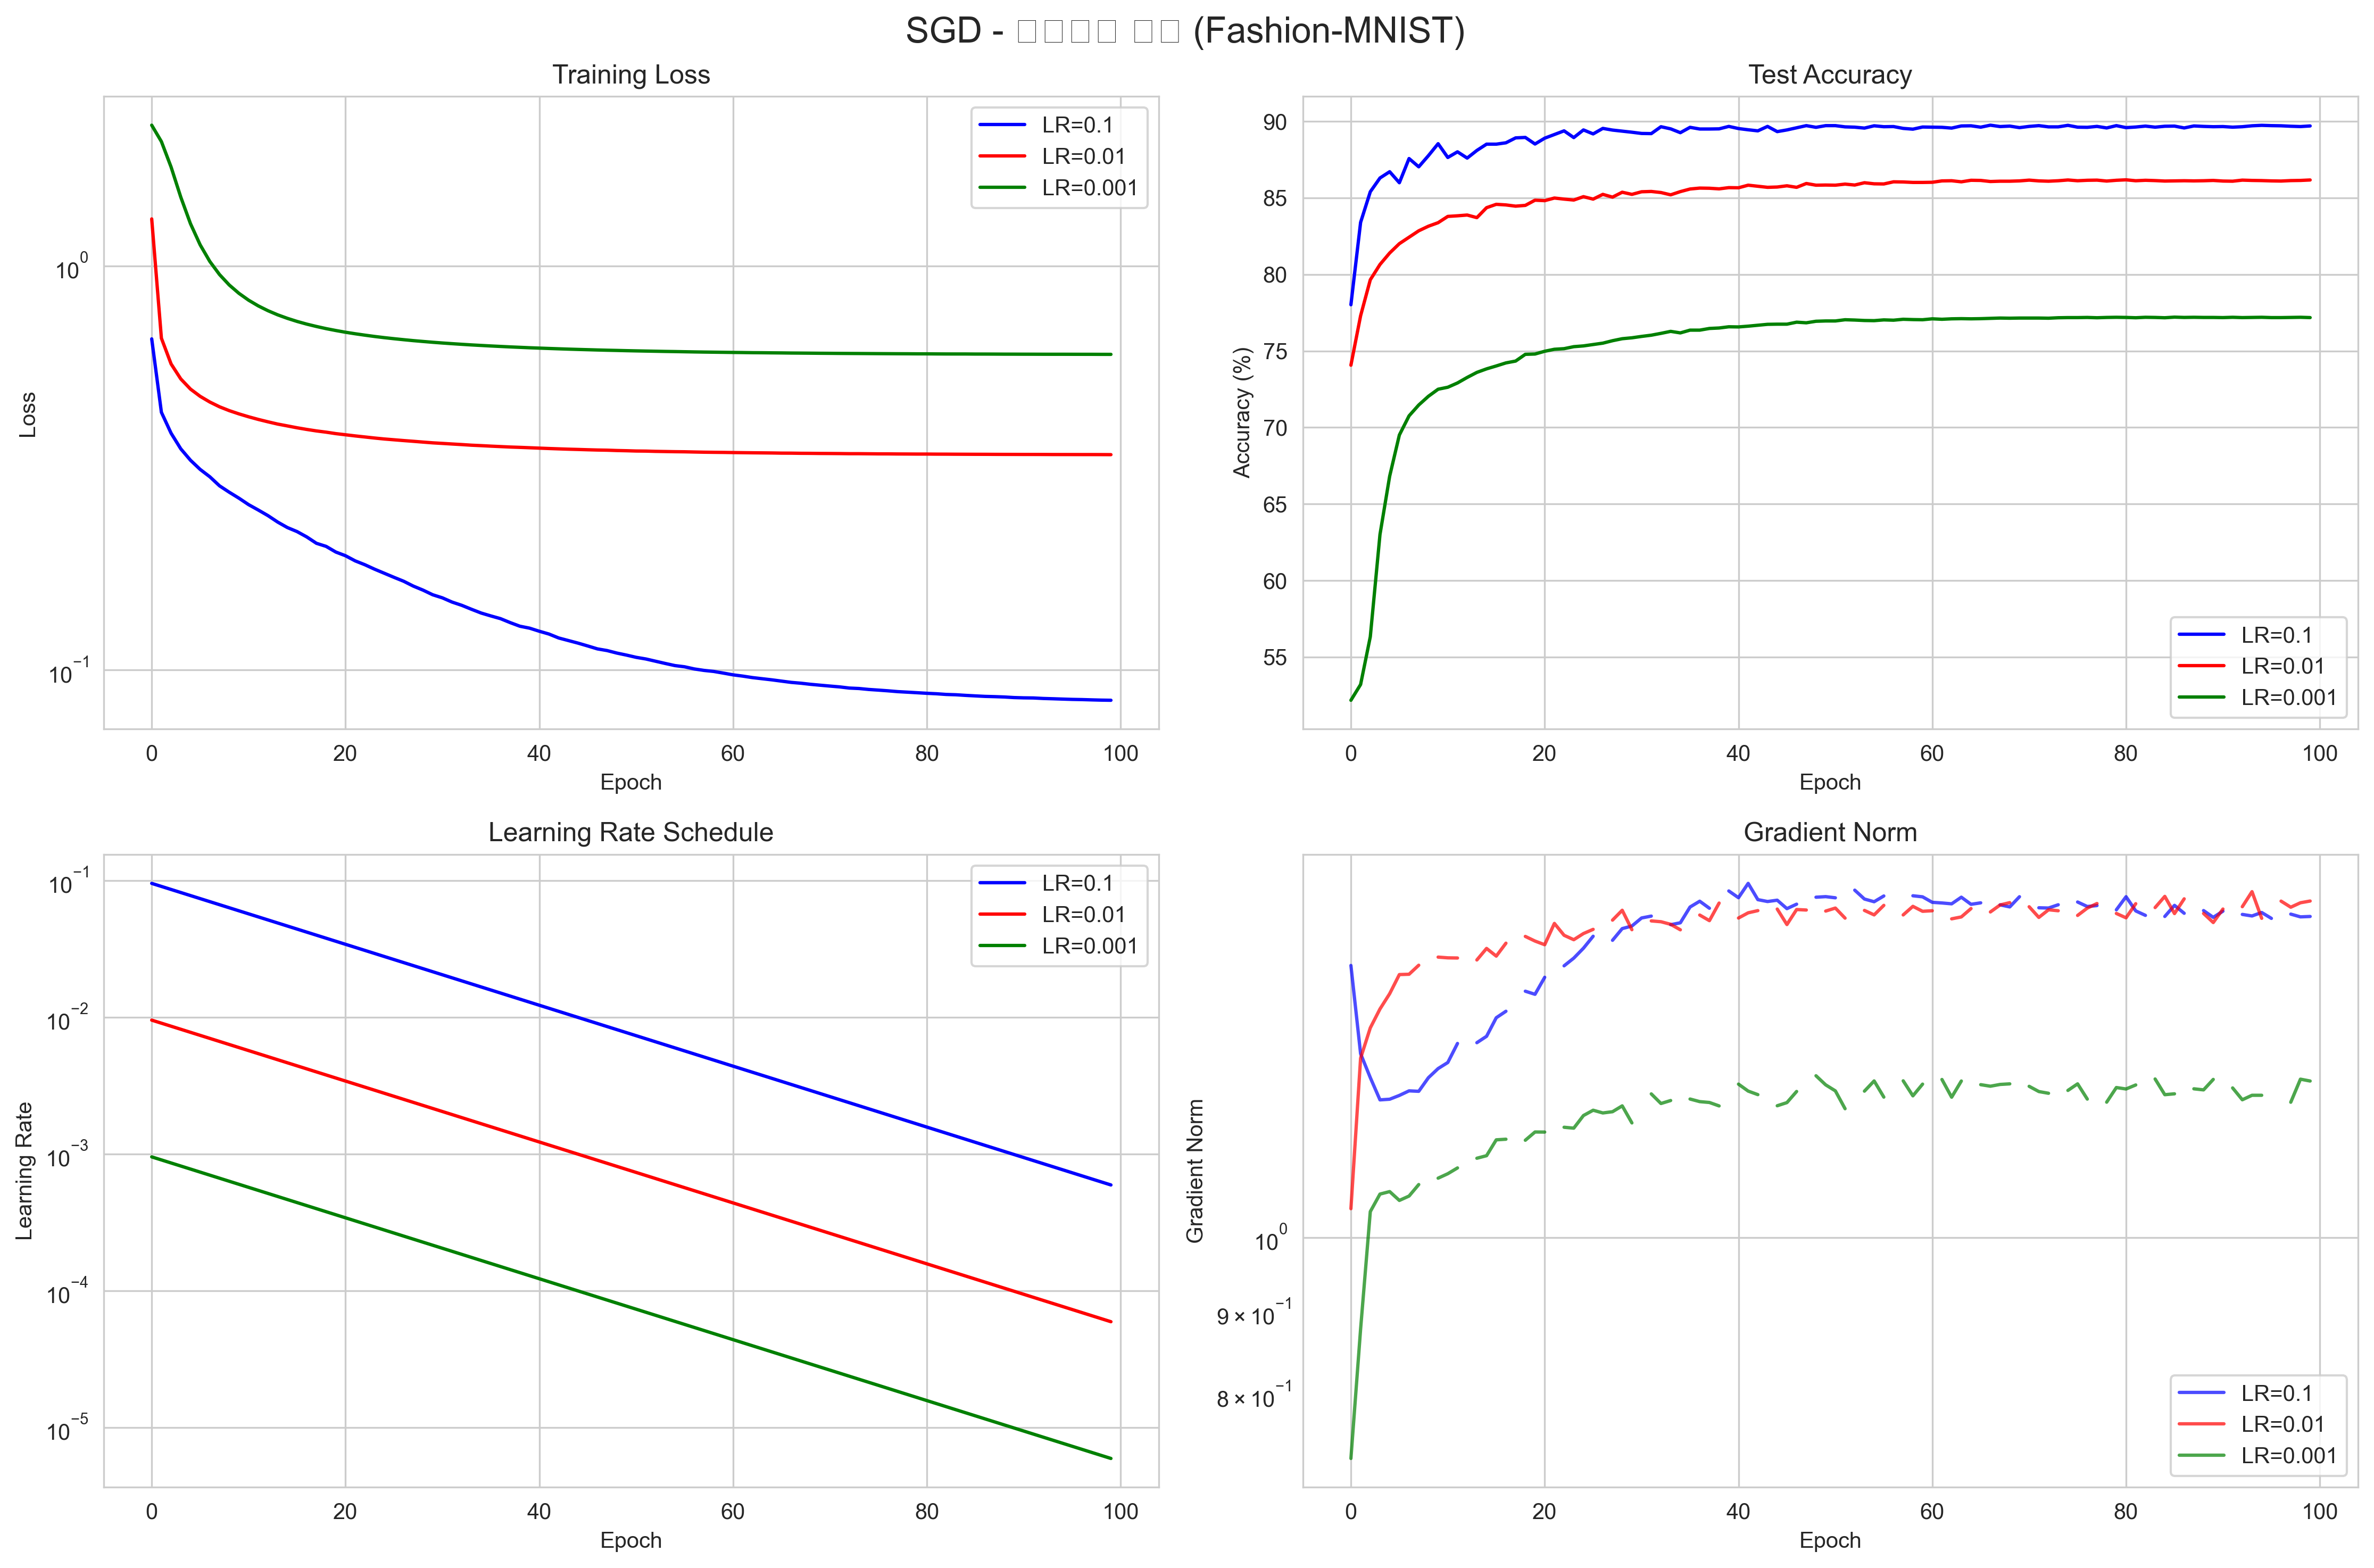 SGD - □□□□ □□ (Fashion-MNIST)
Training Loss
Loss
10⁰
10⁻¹
0 20 40 60 80 100
Epoch
LR=0.1
LR=0.01
LR=0.001
Test Accuracy
Accuracy (%)
90
85
80
75
70
65
60
55
0 20 40 60 80 100
Epoch
LR=0.1
LR=0.01
LR=0.001
Learning Rate Schedule
Learning Rate
10⁻¹
10⁻²
10⁻³
10⁻⁴
10⁻⁵
0 20 40 60 80 100
Epoch
LR=0.1
LR=0.01
LR=0.001
Gradient Norm
Gradient Norm
10⁰
9 × 10⁻¹
8 × 10⁻¹
0 20 40 60 80 100
Epoch
LR=0.1
LR=0.01
LR=0.001